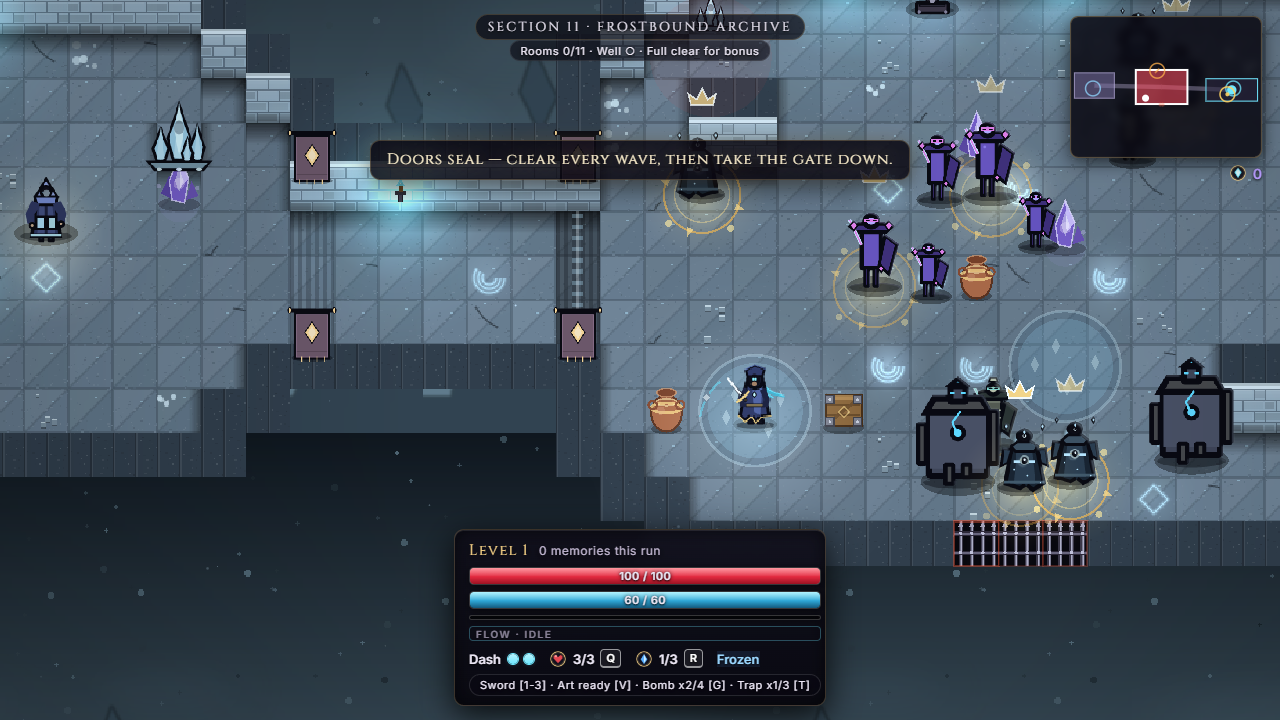 SECTION 11 · FROSTBOUND ARCHIVE
Rooms 0/11 · Well ○ · Full clear for bonus
DOORS SEAL — CLEAR EVERY WAVE, THEN TAKE THE GATE DOWN.
0
LEVEL 1 0 memories this run
100 / 100
60 / 60
FLOW · IDLE
Dash 3/3 Q 1/3 R Frozen
Sword [1-3] · Art ready [V] · Bomb x2/4 [G] · Trap x1/3 [T]